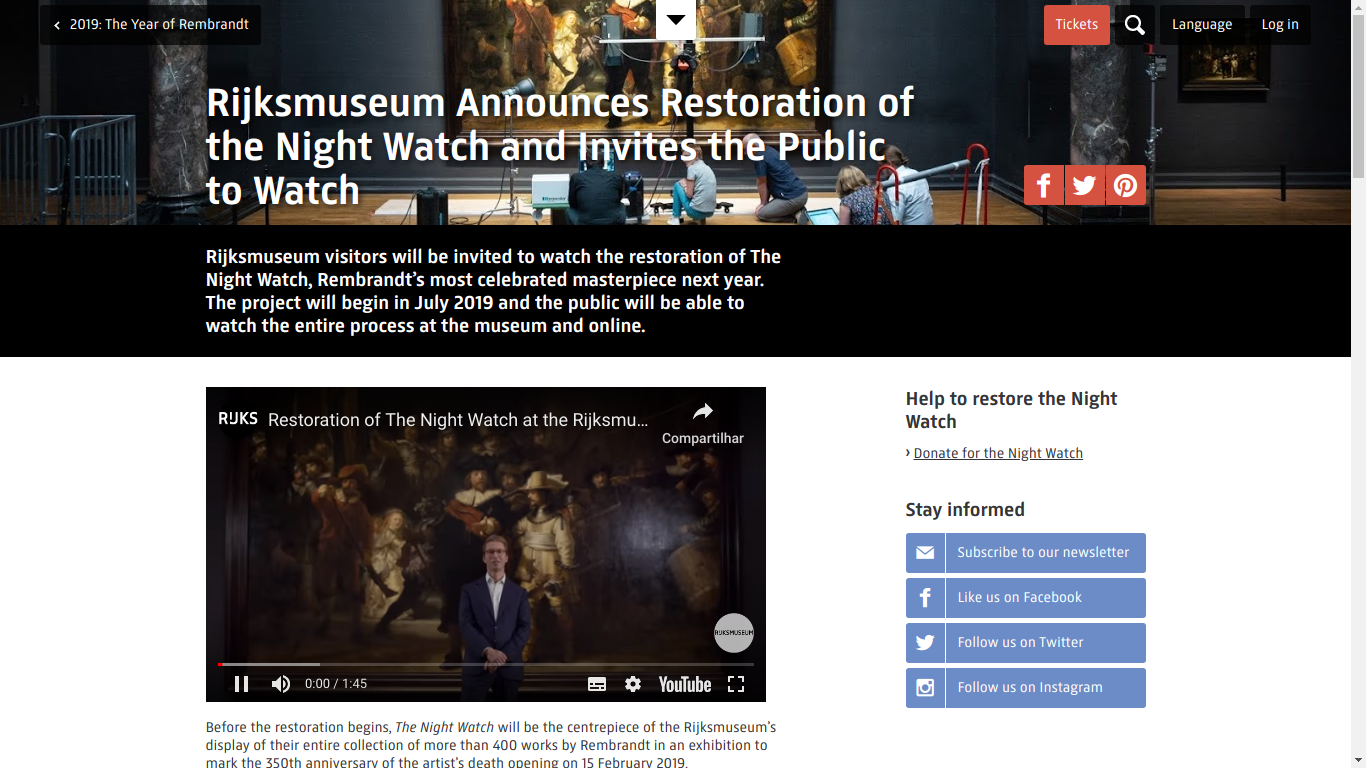 2019: The Year of Rembrandt
Tickets
Language
Log in
Rijksmuseum Announces Restoration of
the Night Watch and Invites the Public
to Watch
Rijksmuseum visitors will be invited to watch the restoration of The
Night Watch, Rembrandt’s most celebrated masterpiece next year.
The project will begin in July 2019 and the public will be able to
watch the entire process at the museum and online.
RIJKS Restoration of The Night Watch at the Rijksmu...
Compartilhar
RIJKSMUSEUM
0:00 / 1:45
YouTube
Before the restoration begins, The Night Watch will be the centrepiece of the Rijksmuseum's
display of their entire collection of more than 400 works by Rembrandt in an exhibition to
mark the 350th anniversary of the artist's death opening on 15 February 2019.
Help to restore the Night
Watch
› Donate for the Night Watch
Stay informed
Subscribe to our newsletter
Like us on Facebook
Follow us on Twitter
Follow us on Instagram